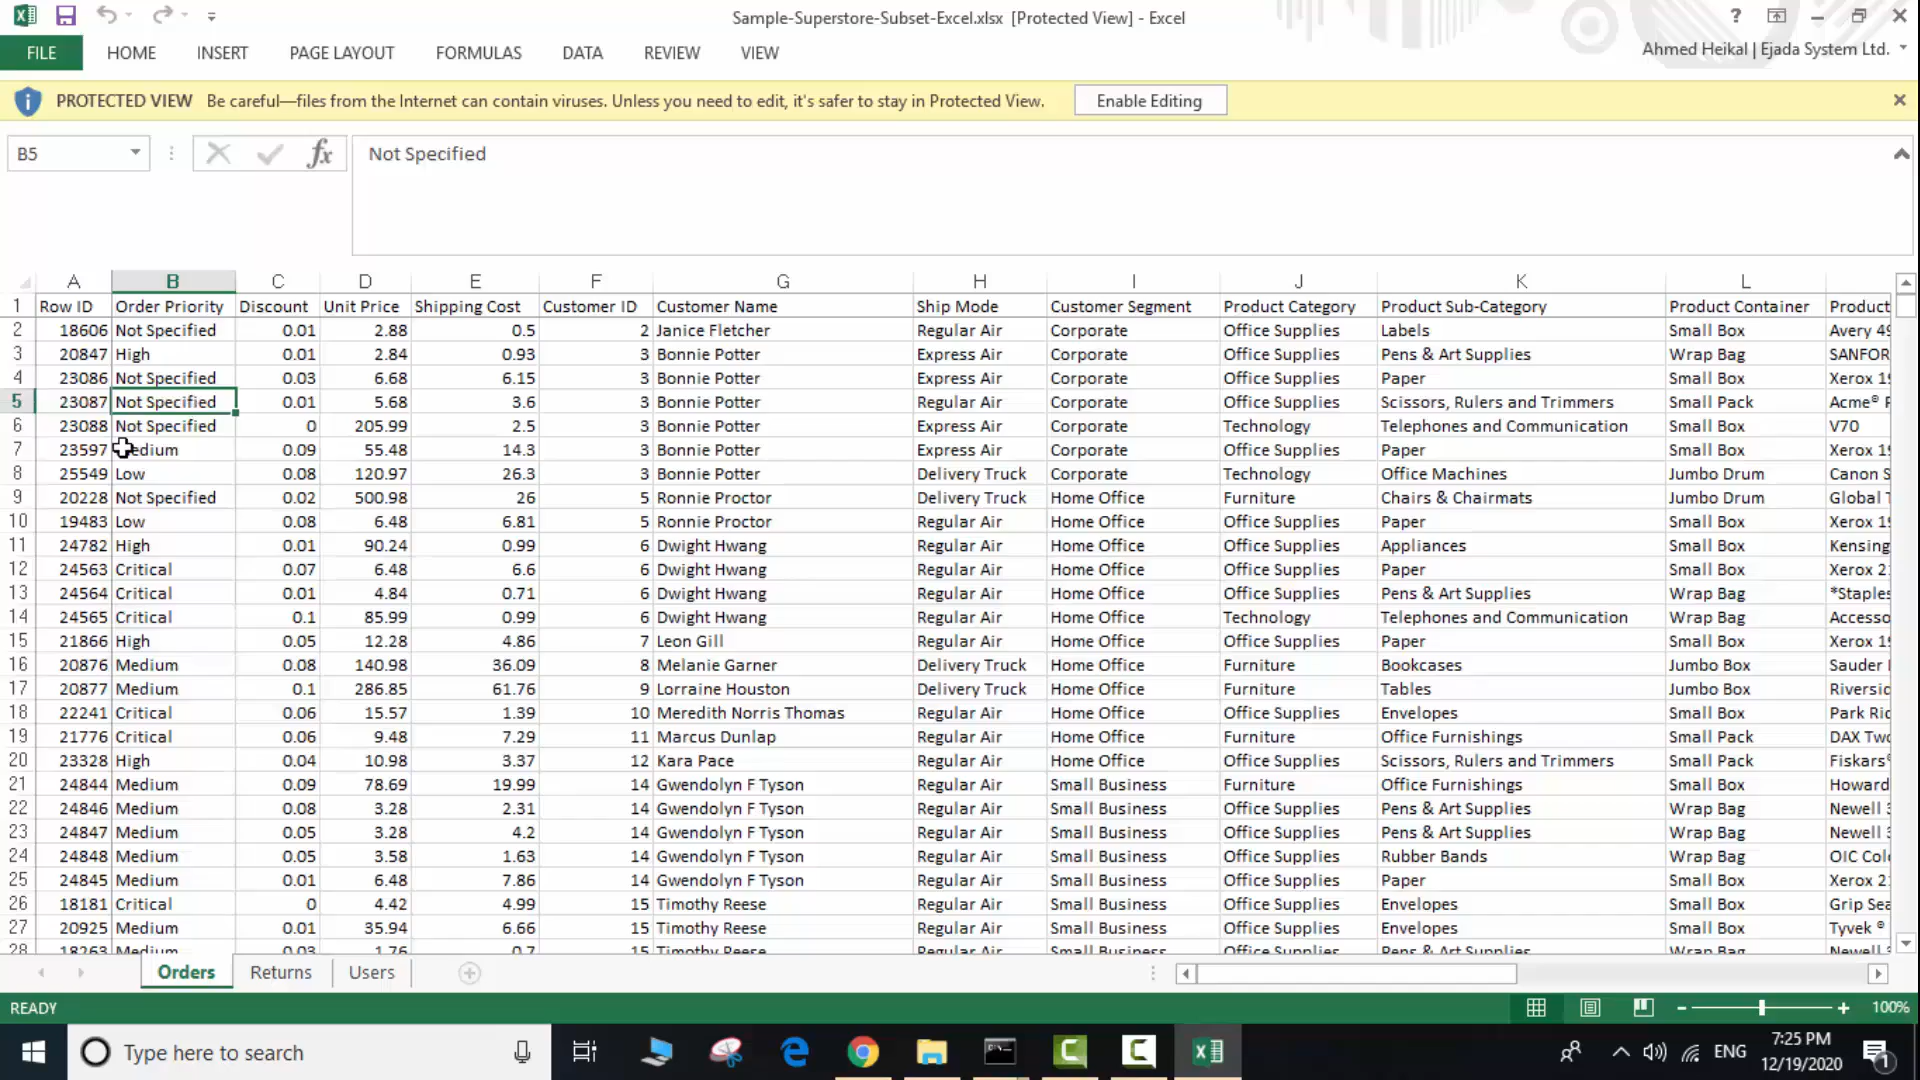 Sample-Superstore-Subset-Excel.xlsx [Protected View] - Excel
FILE HOME INSERT PAGE LAYOUT FORMULAS DATA REVIEW VIEW
Ahmed Heikal | Ejada System Ltd.
PROTECTED VIEW Be careful—files from the Internet can contain viruses. Unless you need to edit, it's safer to stay in Protected View. Enable Editing
B5 fx Not Specified
A B C D E F G H I J K L
1 Row ID Order Priority Discount Unit Price Shipping Cost Customer ID Customer Name Ship Mode Customer Segment Product Category Product Sub-Category Product Container Product
2 18606 Not Specified 0.01 2.88 0.5 2 Janice Fletcher Regular Air Corporate Office Supplies Labels Small Box Avery 49
3 20847 High 0.01 2.84 0.93 3 Bonnie Potter Express Air Corporate Office Supplies Pens & Art Supplies Wrap Bag SANFOR
4 23086 Not Specified 0.03 6.68 6.15 3 Bonnie Potter Express Air Corporate Office Supplies Paper Small Box Xerox 19
5 23087 Not Specified 0.01 5.68 3.6 3 Bonnie Potter Regular Air Corporate Office Supplies Scissors, Rulers and Trimmers Small Pack Acme®
6 23088 Not Specified 0 205.99 2.5 3 Bonnie Potter Express Air Corporate Technology Telephones and Communication Small Box V70
7 23597 Medium 0.09 55.48 14.3 3 Bonnie Potter Express Air Corporate Office Supplies Paper Small Box Xerox 19
8 25549 Low 0.08 120.97 26.3 3 Bonnie Potter Delivery Truck Corporate Technology Office Machines Jumbo Drum Canon S
9 20228 Not Specified 0.02 500.98 26 5 Ronnie Proctor Delivery Truck Home Office Furniture Chairs & Chairmats Jumbo Drum Global
10 19483 Low 0.08 6.48 6.81 5 Ronnie Proctor Regular Air Home Office Office Supplies Paper Small Box Xerox 19
11 24782 High 0.01 90.24 0.99 6 Dwight Hwang Regular Air Home Office Office Supplies Appliances Small Box Kensing
12 24563 Critical 0.07 6.48 6.6 6 Dwight Hwang Regular Air Home Office Office Supplies Paper Small Box Xerox 2
13 24564 Critical 0.01 4.84 0.71 6 Dwight Hwang Regular Air Home Office Office Supplies Pens & Art Supplies Wrap Bag *Staples
14 24565 Critical 0.1 85.99 0.99 6 Dwight Hwang Regular Air Home Office Technology Telephones and Communication Wrap Bag Accesso
15 21866 High 0.05 12.28 4.86 7 Leon Gill Regular Air Home Office Office Supplies Paper Small Box Xerox 19
16 20876 Medium 0.08 140.98 36.09 8 Melanie Garner Delivery Truck Home Office Furniture Bookcases Jumbo Box Sauder
17 20877 Medium 0.1 286.85 61.76 9 Lorraine Houston Delivery Truck Home Office Furniture Tables Jumbo Box Riversid
18 22241 Critical 0.06 15.57 1.39 10 Meredith Norris Thomas Regular Air Home Office Office Supplies Envelopes Small Box Park Rid
19 21776 Critical 0.06 9.48 7.29 11 Marcus Dunlap Regular Air Home Office Furniture Office Furnishings Small Pack DAX Two
20 23328 High 0.04 10.98 3.37 12 Kara Pace Regular Air Home Office Office Supplies Scissors, Rulers and Trimmers Small Pack Fiskars®
21 24844 Medium 0.09 78.69 19.99 14 Gwendolyn F Tyson Regular Air Small Business Furniture Office Furnishings Small Box Howard
22 24846 Medium 0.08 3.28 2.31 14 Gwendolyn F Tyson Regular Air Small Business Office Supplies Pens & Art Supplies Wrap Bag Newell
23 24847 Medium 0.05 3.28 4.2 14 Gwendolyn F Tyson Regular Air Small Business Office Supplies Pens & Art Supplies Wrap Bag Newell
24 24848 Medium 0.05 3.58 1.63 14 Gwendolyn F Tyson Regular Air Small Business Office Supplies Rubber Bands Wrap Bag OIC Col
25 24845 Medium 0.01 6.48 7.86 14 Gwendolyn F Tyson Regular Air Small Business Office Supplies Paper Small Box Xerox 2
26 18181 Critical 0 4.42 4.99 15 Timothy Reese Regular Air Small Business Office Supplies Envelopes Small Box Grip Sea
27 20925 Medium 0.01 35.94 6.66 15 Timothy Reese Regular Air Small Business Office Supplies Envelopes Small Box Tyvek ®
28 18263 Medium 0.03 1.76 0.7 15 Timothy Reese Regular Air Small Business Office Supplies Pens & Art Supplies Wrap Bag Newell
Orders Returns Users
READY 100%
Type here to search ENG 7:25 PM
12/19/2020 1